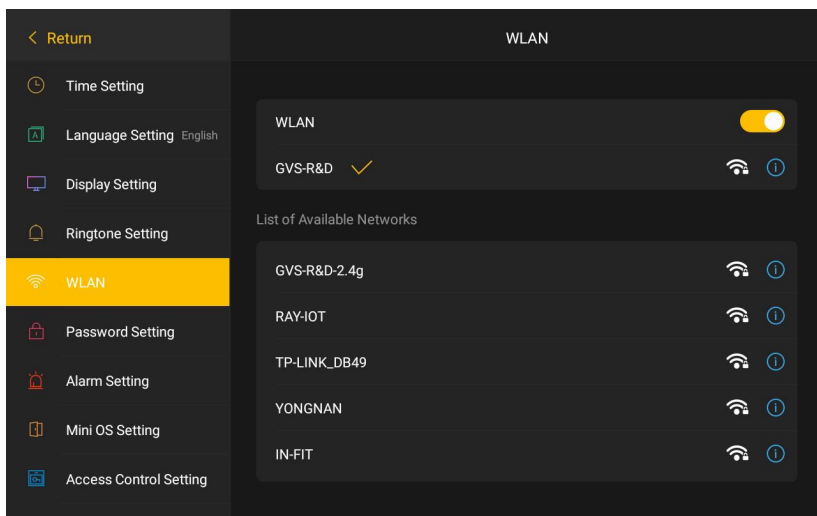 Return
WLAN
Time Setting
Language Setting English
Display Setting
Ringtone Setting
WLAN
Password Setting
Alarm Setting
Mini OS Setting
Access Control Setting
WLAN
GVS-R&D
List of Available Networks
GVS-R&D-2.4g
RAY-IOT
TP-LINK_DB49
YONGNAN
IN-FIT